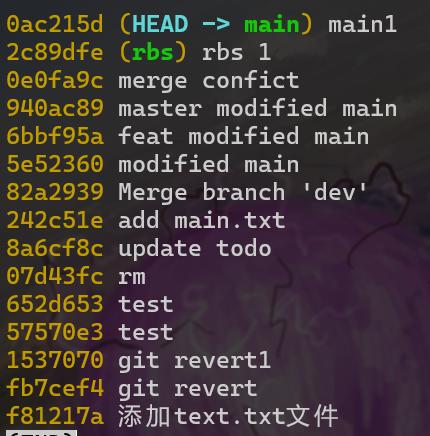 0ac215d (HEAD -> main) main1
2c89dfe (rbs) rbs 1
0e0fa9c merge confict
940ac89 master modified main
6bbf95a feat modified main
5e52360 modified main
82a2939 Merge branch 'dev'
242c51e add main.txt
8a6cf8c update todo
07d43fc rm
652d653 test
57570e3 test
1537070 git revert1
fb7cef4 git revert
f81217a 添加text.txt文件